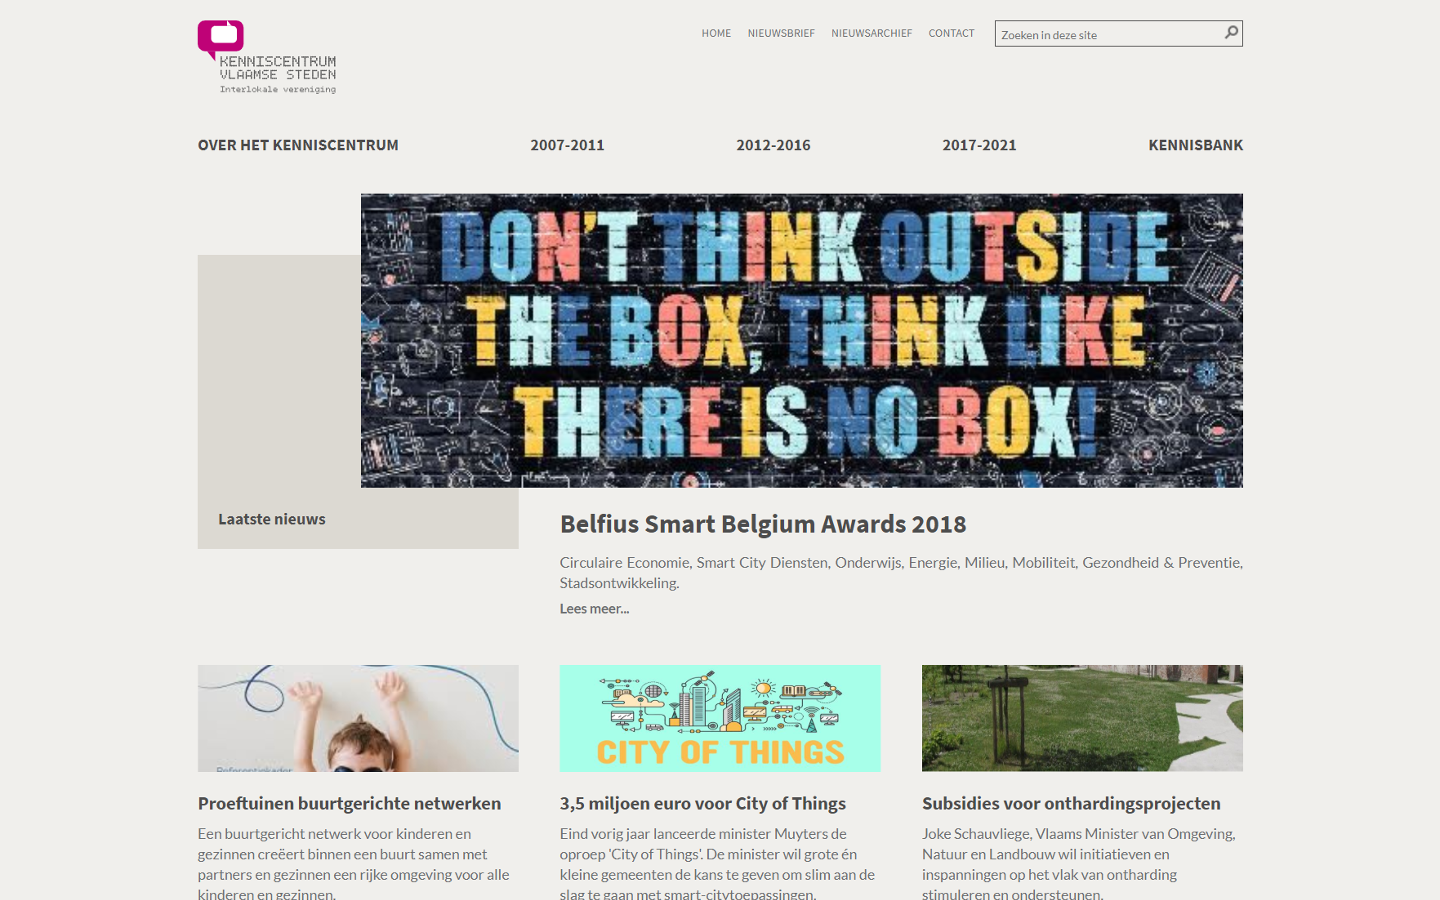 KENNISCENTRUM
VLAAMSE STEDEN
Interlokale vereniging
HOME NIEUWSBRIEF NIEUWSARCHIEF CONTACT
Zoeken in deze site
OVER HET KENNISCENTRUM 2007-2011 2012-2016 2017-2021 KENNISBANK
DON'T THINK OUTSIDE
THE BOX, THINK LIKE
THERE IS NO BOX!
Laatste nieuws
Belfius Smart Belgium Awards 2018
Circulaire Economie, Smart City Diensten, Onderwijs, Energie, Milieu, Mobiliteit, Gezondheid & Preventie,
Stadsontwikkeling.
Lees meer...
Referentiekader
CITY OF THINGS
Proeftuinen buurtgerichte netwerken
Een buurtgericht netwerk voor kinderen en
gezinnen creëert binnen een buurt samen met
partners en gezinnen een rijke omgeving voor alle
kinderen en gezinnen.
3,5 miljoen euro voor City of Things
Eind vorig jaar lanceerde minister Muyters de
oproep 'City of Things'. De minister wil grote én
kleine gemeenten de kans te geven om slim aan de
slag te gaan met smart-citytoepassingen.
Subsidies voor onthardingsprojecten
Joke Schauvliege, Vlaams Minister van Omgeving,
Natuur en Landbouw wil initiatieven en
inspanningen op het vlak van ontharding
stimuleren en ondersteunen.